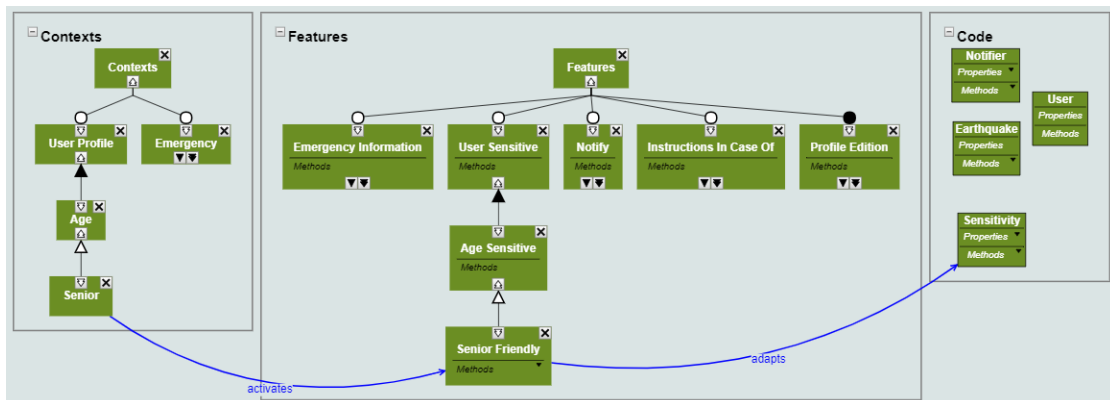 Contexts
Contexts
User Profile
Emergency
Age
Senior
activates
Features
Features
Emergency Information
Methods
User Sensitive
Methods
Notify
Methods
Instructions In Case Of
Methods
Profile Edition
Methods
Age Sensitive
Methods
Senior Friendly
Methods
adapts
Code
Notifier
Properties
Methods
User
Properties
Methods
Earthquake
Properties
Methods
Sensitivity
Properties
Methods